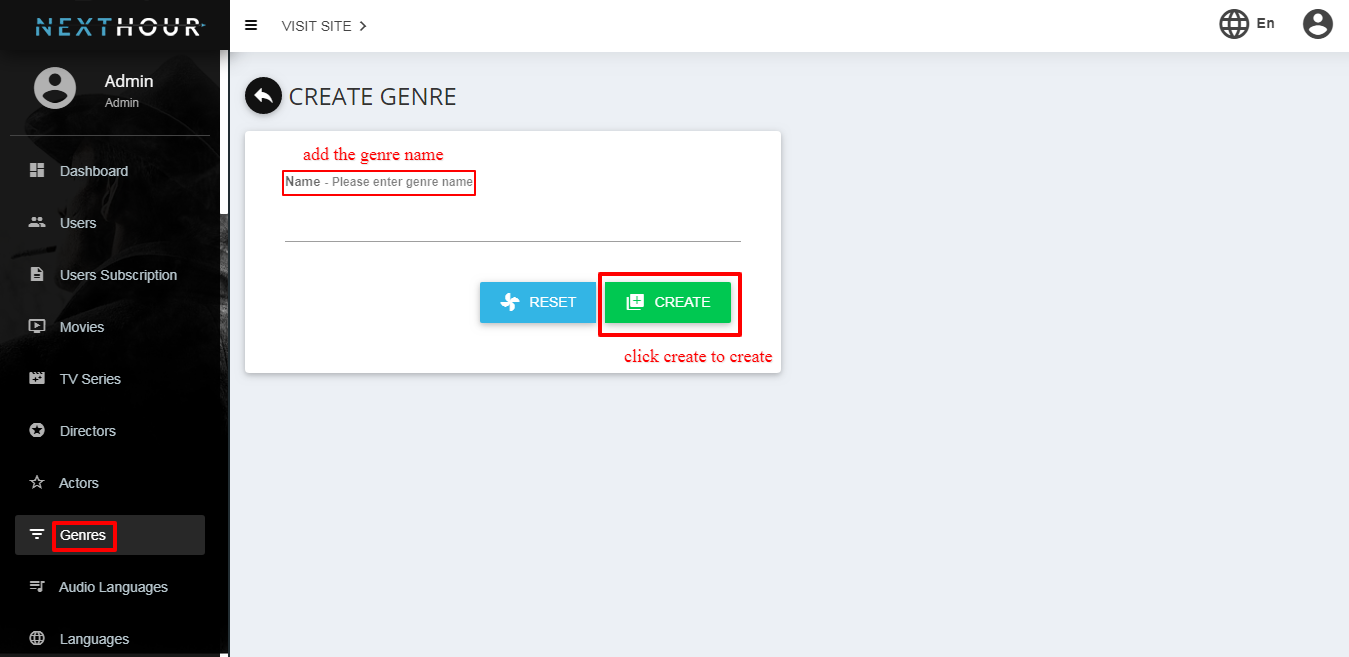 NEXTHOUR
VISIT SITE
En
Admin
Admin
Dashboard
Users
Users Subscription
Movies
TV Series
Directors
Actors
Genres
Audio Languages
Languages
CREATE GENRE
add the genre name
Name - Please enter genre name
RESET
CREATE
click create to create